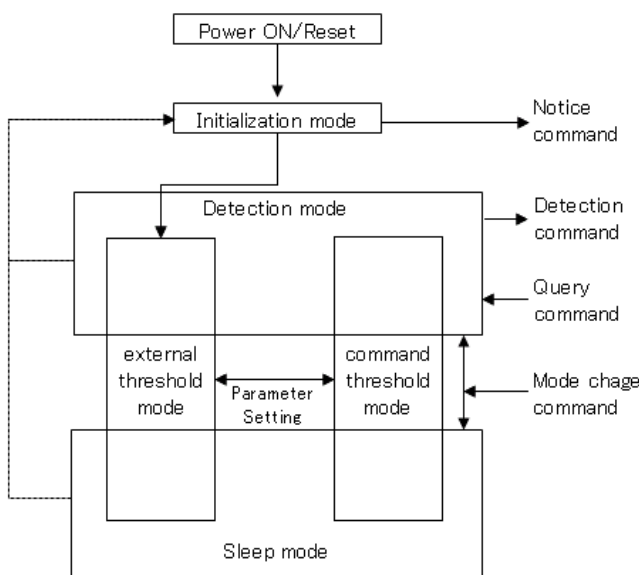 Power ON/Reset
Initialization mode
Notice
command
Detection mode
Detection
command
Query
command
external
threshold
mode
Parameter
Setting
command
threshold
mode
Mode chage
command
Sleep mode